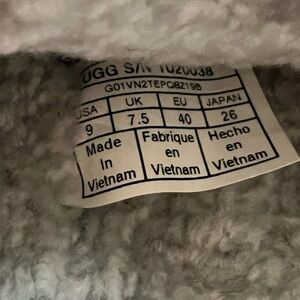 UGG S/N 1020038
G01VN2TEPQBZ19B
USA UK EU JAPAN
9 7.5 40 26
Made Fabrique Hecho
In en en
Vietnam Vietnam Vietnam